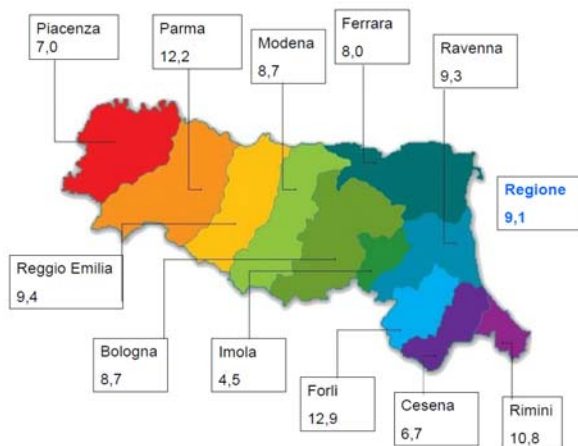 Piacenza
7,0
Parma
12,2
Modena
8,7
Ferrara
8,0
Ravenna
9,3
Regione
9,1
Reggio Emilia
9,4
Bologna
8,7
Imola
4,5
Forlì
12,9
Cesena
6,7
Rimini
10,8